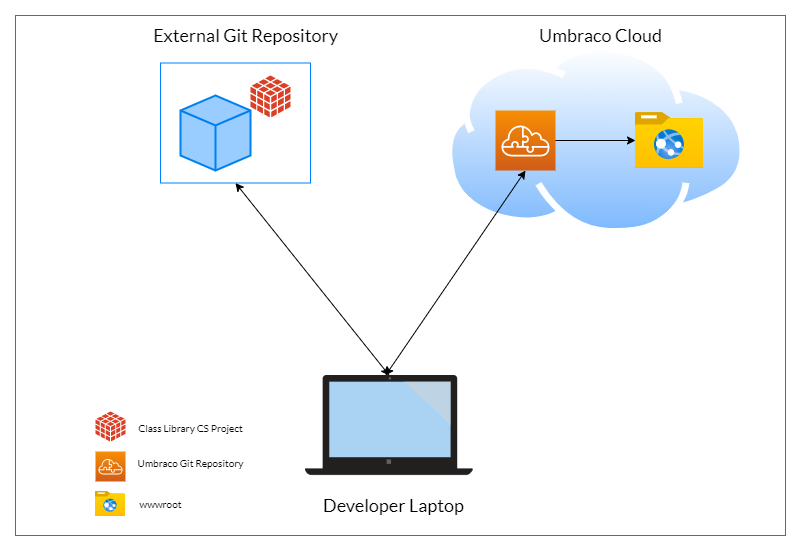 External Git Repository
Umbraco Cloud
Class Library CS Project
Umbraco Git Repository
wwwroot
Developer Laptop